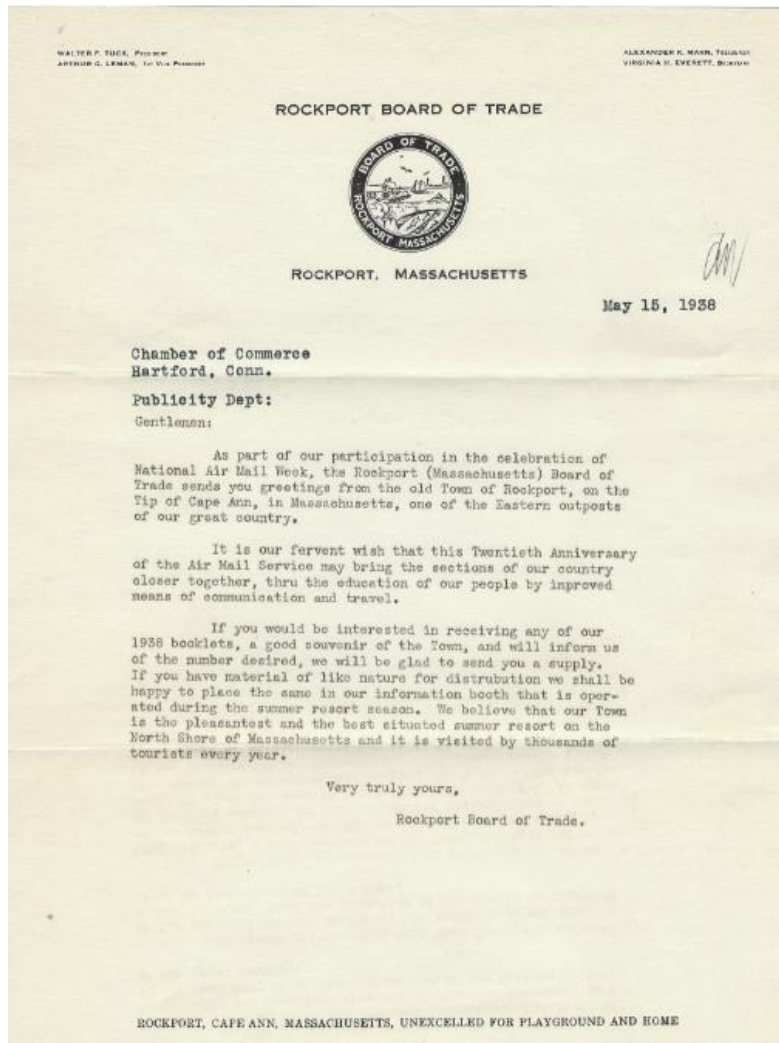 WALTER F. TUCK, PRESIDENT
ARTHUR G. LEMAN, 1ST VICE PRESIDENT
ALEXANDER K. MARR, TREASURER
VIRGINIA H. EVERETT, SECRETARY
ROCKPORT BOARD OF TRADE
BOARD OF TRADE
ROCKPORT MASSACHUSETTS
ROCKPORT, MASSACHUSETTS
May 15, 1938
Chamber of Commerce
Hartford, Conn.
Publicity Dept:
Gentlemen:
As part of our participation in the celebration of
National Air Mail Week, the Rockport (Massachusetts) Board of
Trade sends you greetings from the old Town of Rockport, on the
Tip of Cape Ann, in Massachusetts, one of the Eastern outposts
of our great country.
It is our fervent wish that this Twentieth Anniversary
of the Air Mail Service may bring the sections of our country
closer together, thru the education of our people by improved
means of communication and travel.
If you would be interested in receiving any of our
1938 booklets, a good souvenir of the Town, and will inform us
of the number desired, we will be glad to send you a supply.
If you have material of like nature for distrubution we shall be
happy to place the same in our information booth that is oper-
ated during the summer resort season. We believe that our Town
is the pleasantest and the best situated summer resort on the
North Shore of Massachusetts and it is visited by thousands of
tourists every year.
Very truly yours,
Rockport Board of Trade.
ROCKPORT, CAPE ANN, MASSACHUSETTS, UNEXCELLED FOR PLAYGROUND AND HOME